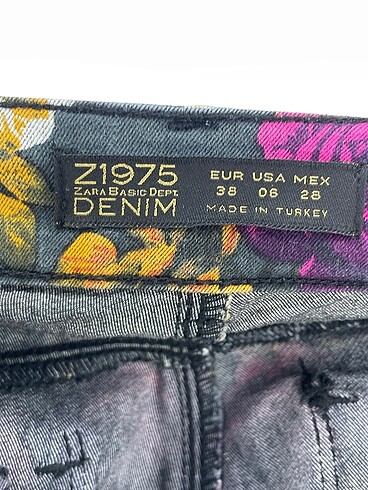 Z1975
ZARA BASIC DEPT.
DENIM
EUR USA MEX
38 06 28
MADE IN TURKEY